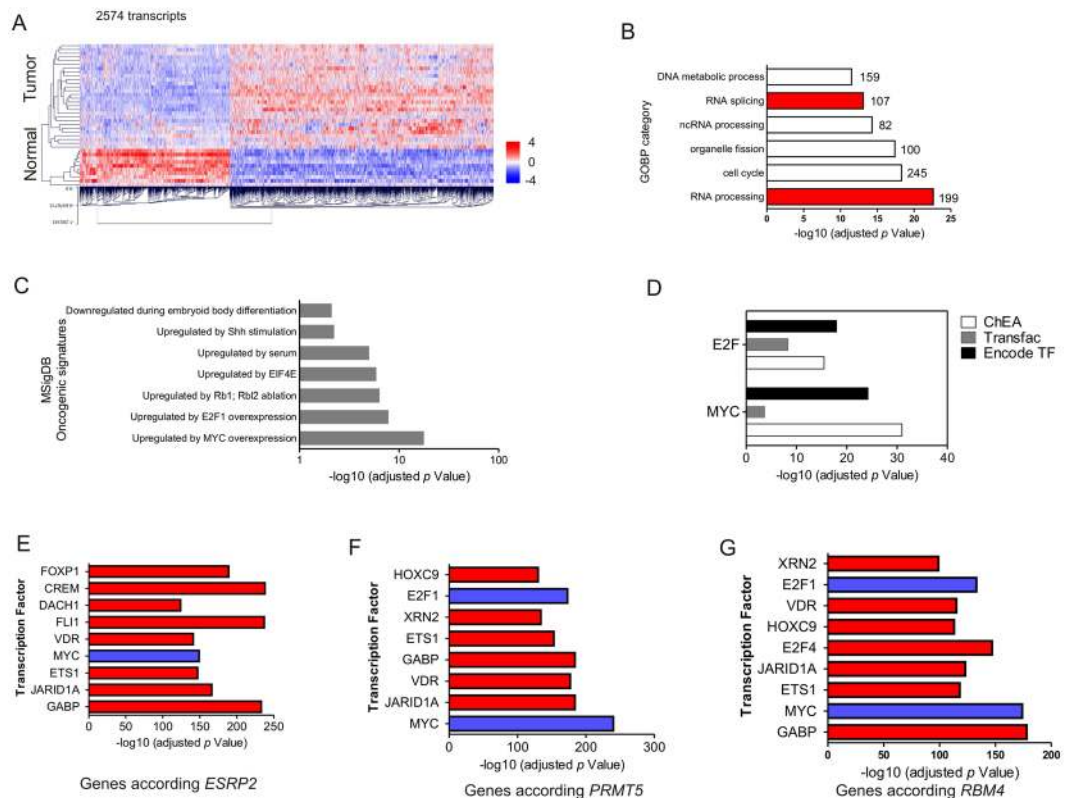 A
2574 transcripts
Tumor
Normal
4
0
-4
B
GOBP category
DNA metabolic process
159
RNA splicing
107
ncRNA processing
82
organelle fission
100
cell cycle
245
RNA processing
199
0 5 10 15 20 25
-log10 (adjusted p Value)
C
MSigDB
Oncogenic signatures
Downregulated during embryoid body differentiation
Upregulated by Shh stimulation
Upregulated by serum
Upregulated by EIF4E
Upregulated by Rb1; Rbl2 ablation
Upregulated by E2F1 overexpression
Upregulated by MYC overexpression
1 10 100
-log10 (adjusted p Value)
D
E2F
MYC
0 10 20 30 40
-log10 (adjusted p Value)
ChEA
Transfac
Encode TF
E
Transcription Factor
FOXP1
CREM
DACH1
FLI1
VDR
MYC
ETS1
JARID1A
GABP
0 50 100 150 200 250
-log10 (adjusted p Value)
Genes according ESRP2
F
Transcription Factor
HOXC9
E2F1
XRN2
ETS1
GABP
VDR
JARID1A
MYC
0 100 200 300
-log10 (adjusted p Value)
Genes according PRMT5
G
Transcription Factor
XRN2
E2F1
VDR
HOXC9
E2F4
JARID1A
ETS1
MYC
GABP
0 50 100 150 200
-log10 (adjusted p Value)
Genes according RBM4